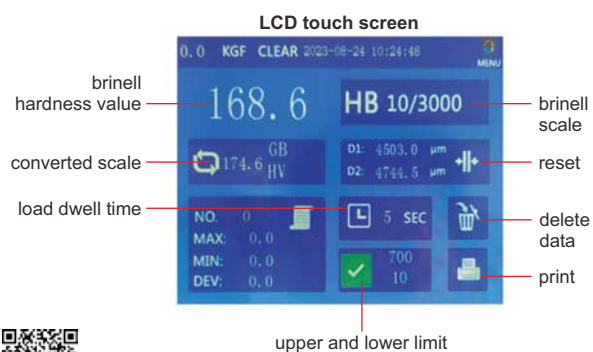 LCD touch screen
0.0 KGF CLEAR 2023-08-24 10:24:48
MENU
brinell
hardness value
168.6
HB 10/3000
brinell
scale
converted scale
174.6 GB
HV
D1: 4503.0 μm
D2: 4744.5 μm
reset
load dwell time
NO. 0
MAX: 0.0
MIN: 0.0
DEV: 0.0
5 SEC
delete
data
700
10
print
upper and lower limit